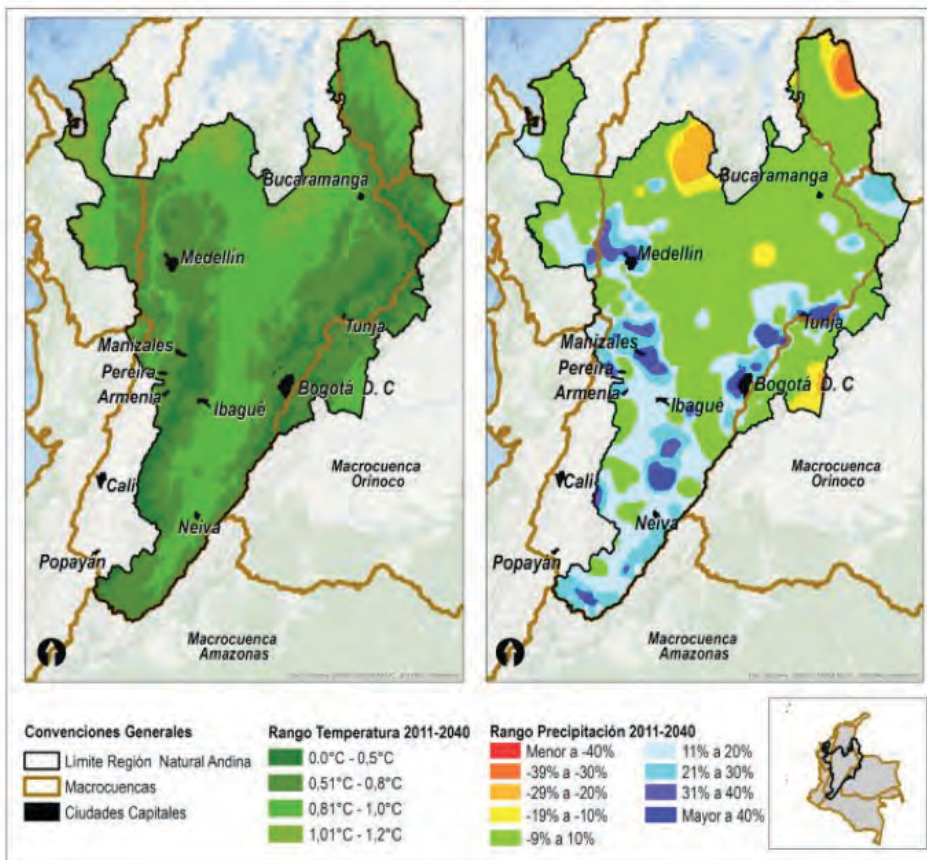 Bucaramanga
Medellín
Tunja
Manizales
Pereira
Bogotá D. C
Armenia
Ibagué
Macrocuenca
Orinoco
Cali
Neiva
Popayán
Macrocuenca
Amazonas
Bucaramanga
Medellín
Tunja
Manizales
Pereira
Bogotá D. C
Armenia
Ibagué
Macrocuenca
Orinoco
Cali
Neiva
Popayán
Macrocuenca
Amazonas
Convenciones Generales
Limite Región Natural Andina
Macrocuencas
Ciudades Capitales
Rango Temperatura 2011-2040
0.0°C - 0,5°C
0.51°C - 0,8°C
0.81°C - 1,0°C
1,01°C - 1,2°C
Rango Precipitación 2011-2040
Menor a -40%
-39% a -30%
-29% a -20%
-19% a -10%
-9% a 10%
11% a 20%
21% a 30%
31% a 40%
Mayor a 40%